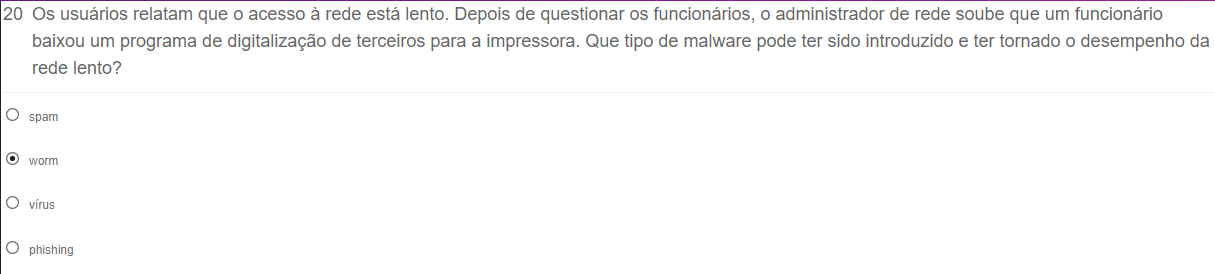 20 Os usuários relatam que o acesso à rede está lento. Depois de questionar os funcionários, o administrador de rede soube que um funcionário
baixou um programa de digitalização de terceiros para a impressora. Que tipo de malware pode ter sido introduzido e ter tornado o desempenho da
rede lento?
spam
worm
vírus
phishing